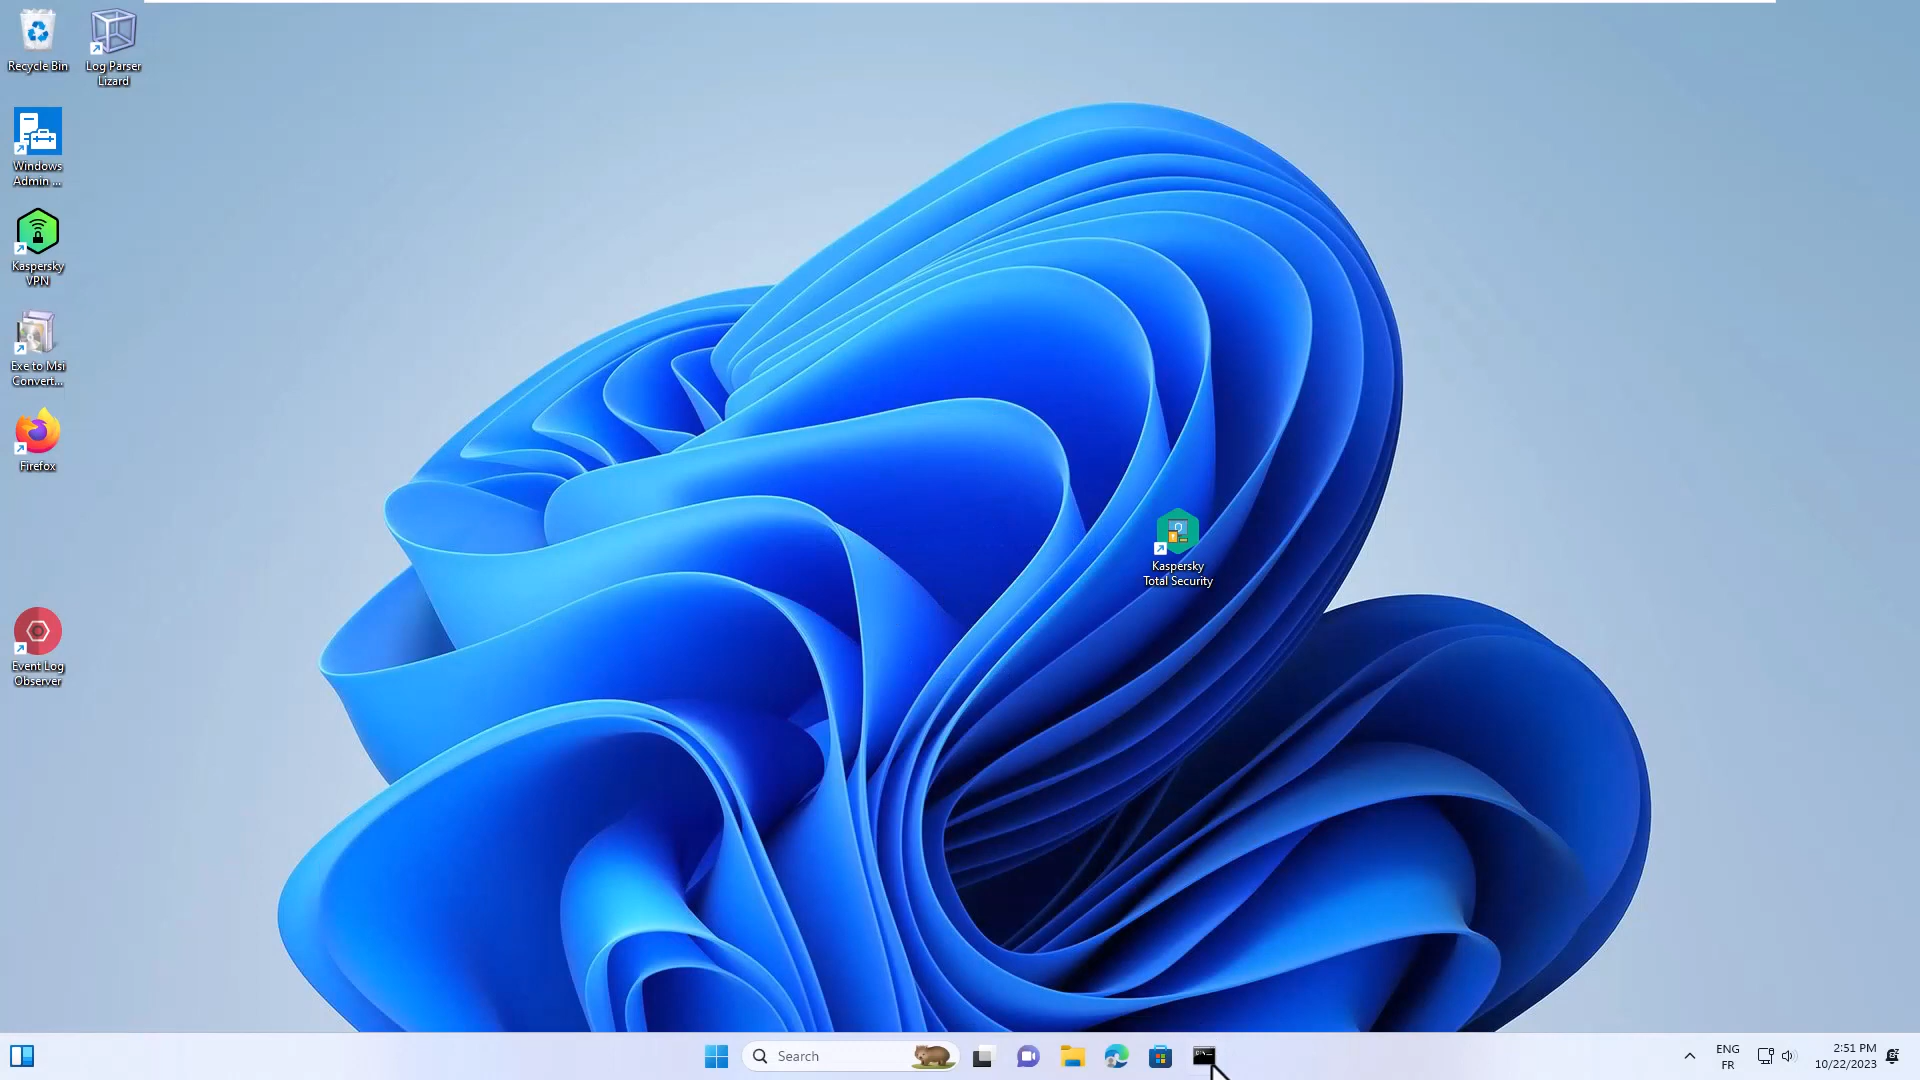 Recycle Bin
Log Parser
Lizard
Windows
Admin ...
Kaspersky
VPN
Exe to Msi
Convert...
Firefox
Kaspersky
Total Security
Event Log
Observer
Search
ENG
FR
2:51 PM
10/22/2023